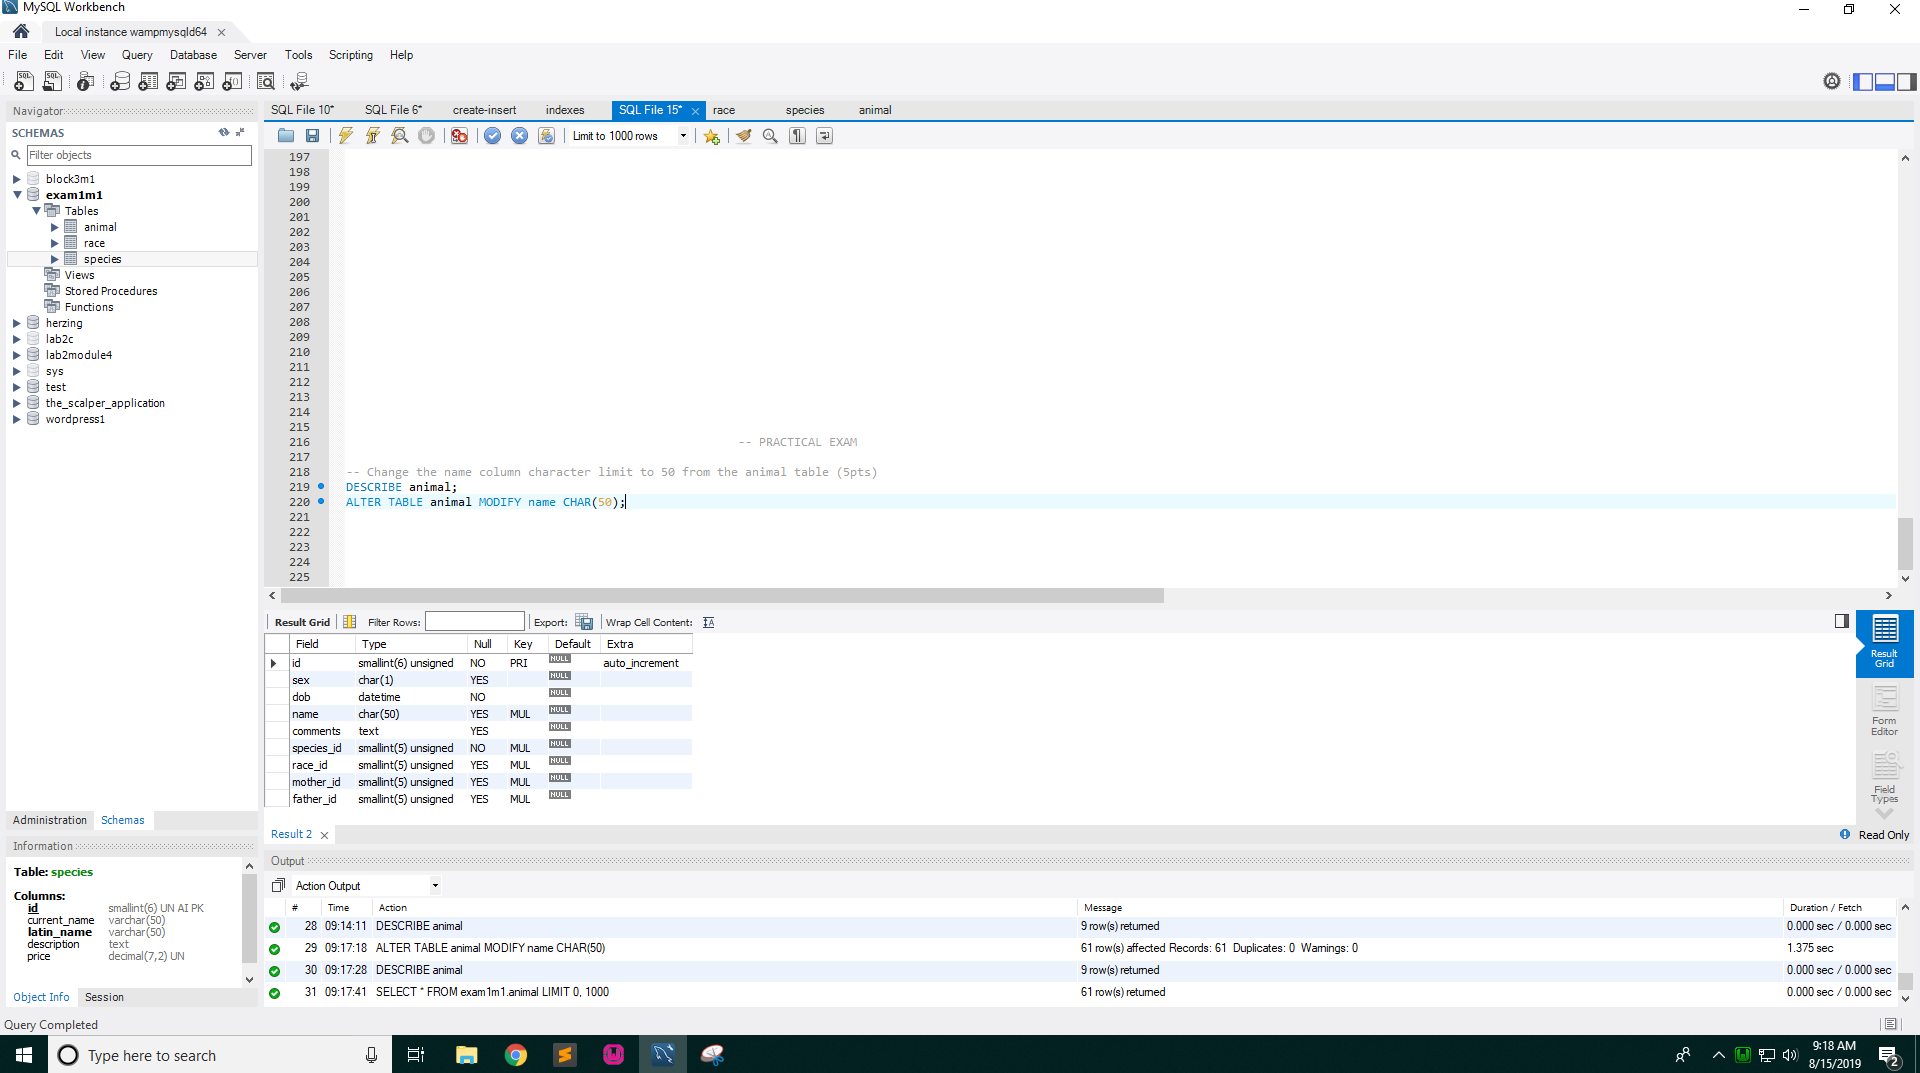 MySQL Workbench
Local instance wampmysqld64
File Edit View Query Database Server Tools Scripting Help
Navigator
SCHEMAS
Filter objects
block3m1
exam1m1
Tables
animal
race
species
Views
Stored Procedures
Functions
herzing
lab2c
lab2module4
sys
test
the_scalper_application
wordpress1
Administration Schemas
Information
Table: species
Columns:
id smallint(6) UN AI PK
current_name varchar(50)
latin_name varchar(50)
description text
price decimal(7,2) UN
Object Info Session
SQL File 10* SQL File 6* create-insert indexes SQL File 15* race species animal
Limit to 1000 rows
197
198
199
200
201
202
203
204
205
206
207
208
209
210
211
212
213
214
215
216 -- PRACTICAL EXAM
217
218 -- Change the name column character limit to 50 from the animal table (5pts)
219 DESCRIBE animal;
220 ALTER TABLE animal MODIFY name CHAR(50);
221
222
223
224
225
Result Grid Filter Rows: Export: Wrap Cell Content:
Field Type Null Key Default Extra
id smallint(6) unsigned NO PRI NULL auto_increment
sex char(1) YES NULL
dob datetime NO NULL
name char(50) YES MUL NULL
comments text YES NULL
species_id smallint(5) unsigned NO MUL NULL
race_id smallint(5) unsigned YES MUL NULL
mother_id smallint(5) unsigned YES MUL NULL
father_id smallint(5) unsigned YES MUL NULL
Result Grid
Form Editor
Field Types
Result 2
Read Only
Output
Action Output
# Time Action Message Duration / Fetch
28 09:14:11 DESCRIBE animal 9 row(s) returned 0.000 sec / 0.000 sec
29 09:17:18 ALTER TABLE animal MODIFY name CHAR(50) 61 row(s) affected Records: 61 Duplicates: 0 Warnings: 0 1.375 sec
30 09:17:28 DESCRIBE animal 9 row(s) returned 0.000 sec / 0.000 sec
31 09:17:41 SELECT * FROM exam1m1.animal LIMIT 0, 1000 61 row(s) returned 0.000 sec / 0.000 sec
Query Completed
Type here to search
9:18 AM
8/15/2019
2